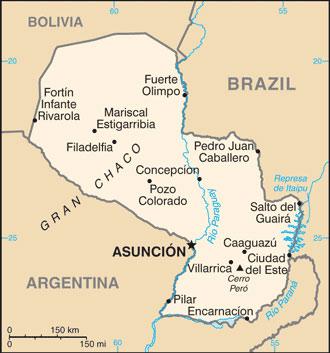 BOLIVIA
20
20
Fuerte
Olimpo
BRAZIL
Fortín
Infante
Rivarola
Mariscal
Estigarribia
Filadelfia
Pedro Juan
Caballero
GRAN CHACO
Concepción
Pozo
Colorado
Río Paraguay
Represa
de Itaipu
Salto del
Guairá
25
25
ASUNCIÓN
Caaguazú
Ciudad
del Este
Villarrica
Cerro
Peró
ARGENTINA
Río Paraná
Pilar
Encarnación
0
150 km
0
150 mi
60
55